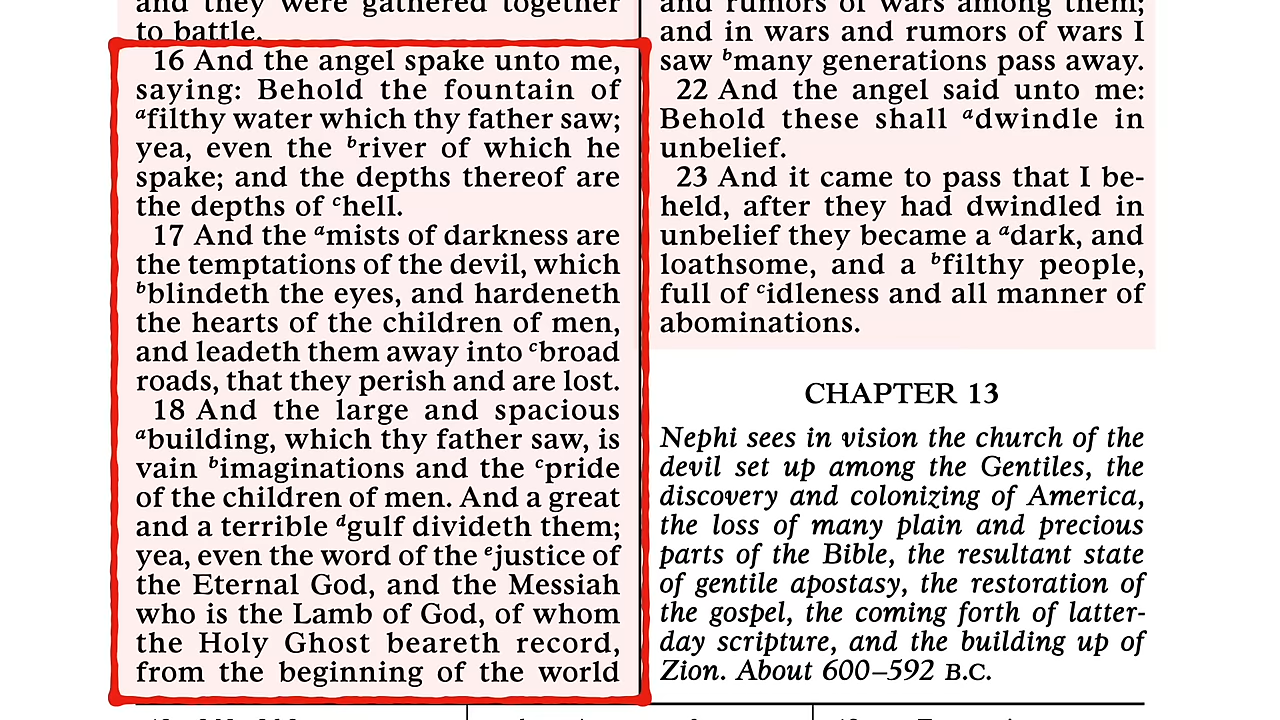 and they were gathered together
to battle.
16 And the angel spake unto me,
saying: Behold the fountain of
afilthy water which thy father saw;
yea, even the briver of which he
spake; and the depths thereof are
the depths of chell.
17 And the amists of darkness are
the temptations of the devil, which
bblindeth the eyes, and hardeneth
the hearts of the children of men,
and leadeth them away into cbroad
roads, that they perish and are lost.
18 And the large and spacious
abuilding, which thy father saw, is
vain bimaginations and the cpride
of the children of men. And a great
and a terrible dgulf divideth them;
yea, even the word of the ejustice of
the Eternal God, and the Messiah
who is the Lamb of God, of whom
the Holy Ghost beareth record,
from the beginning of the world
and rumors of wars among them;
and in wars and rumors of wars I
saw bmany generations pass away.
22 And the angel said unto me:
Behold these shall adwindle in
unbelief.
23 And it came to pass that I be-
held, after they had dwindled in
unbelief they became a adark, and
loathsome, and a bfilthy people,
full of cidleness and all manner of
abominations.
CHAPTER 13
Nephi sees in vision the church of the
devil set up among the Gentiles, the
discovery and colonizing of America,
the loss of many plain and precious
parts of the Bible, the resultant state
of gentile apostasy, the restoration of
the gospel, the coming forth of latter-
day scripture, and the building up of
Zion. About 600–592 B.C.